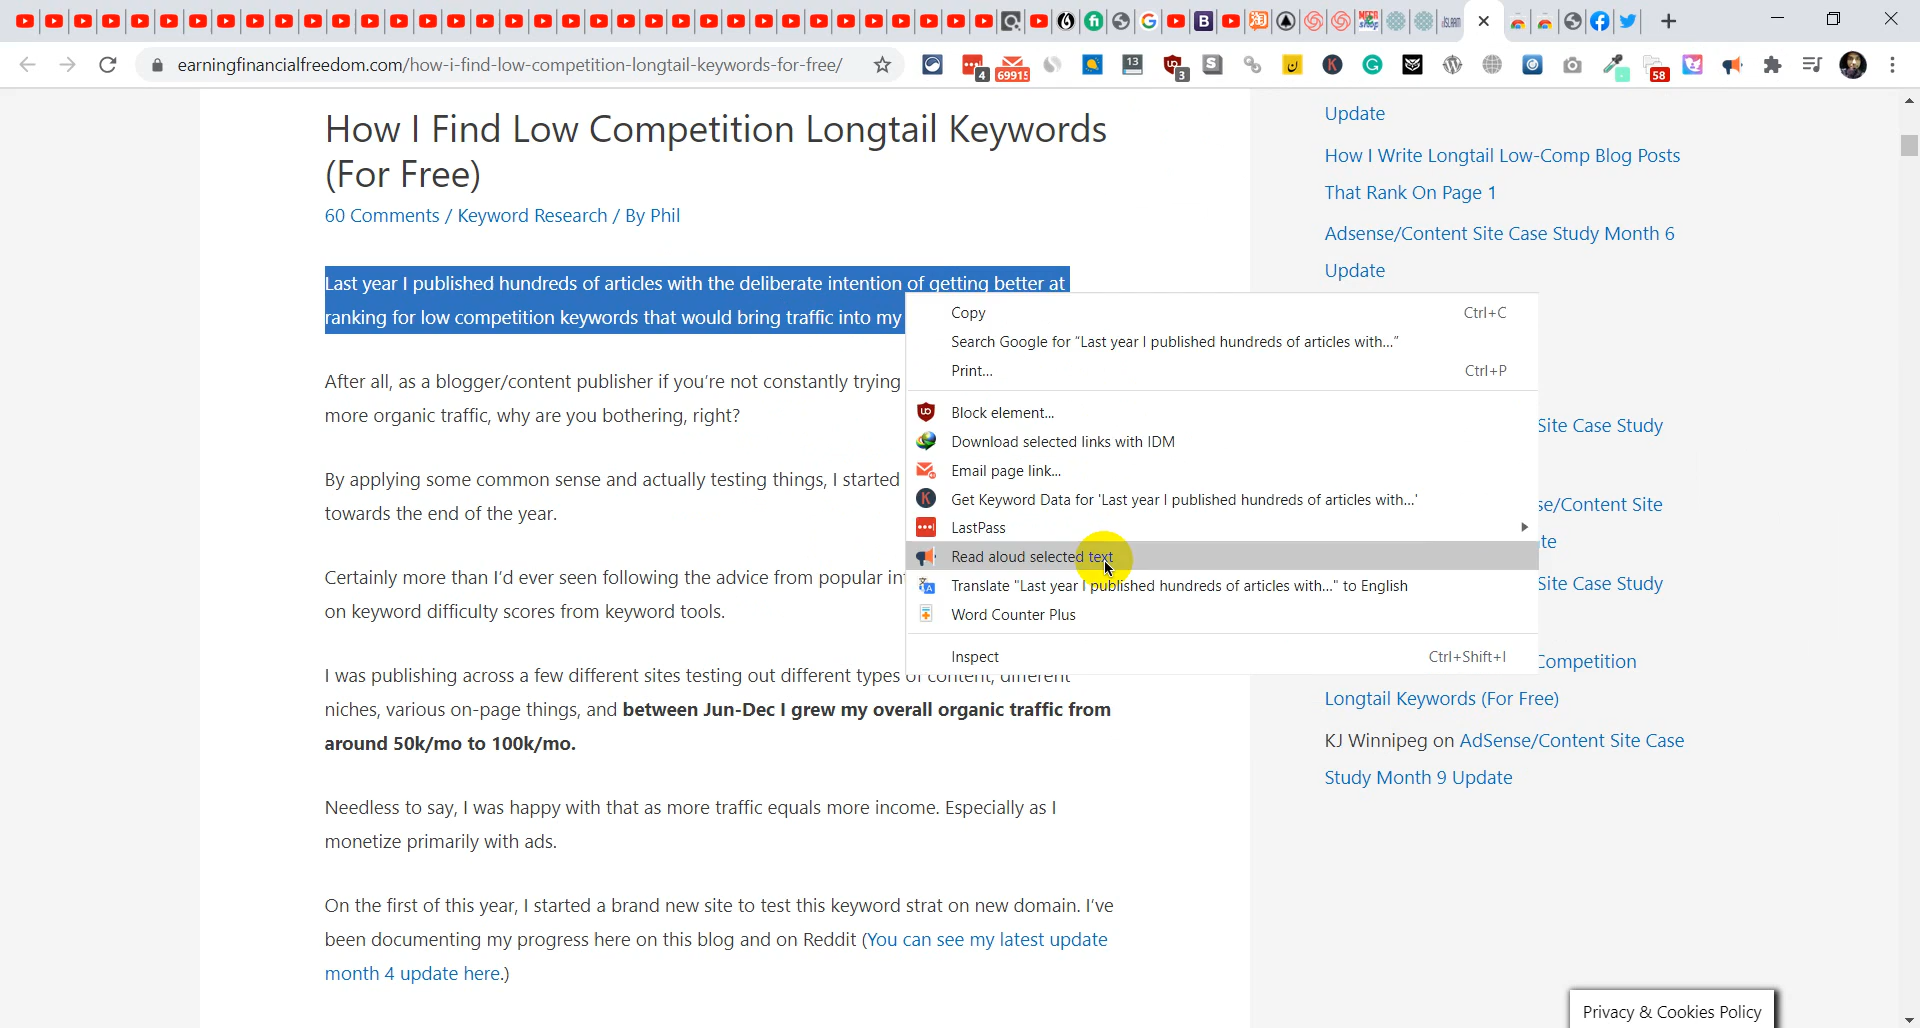 earningfinancialfreedom.com/how-i-find-low-competition-longtail-keywords-for-free/
4
69915
13
3
58
How I Find Low Competition Longtail Keywords
(For Free)
60 Comments / Keyword Research / By Phil
Last year I published hundreds of articles with the deliberate intention of getting better at
ranking for low competition keywords that would bring traffic into my
After all, as a blogger/content publisher if you're not constantly trying
more organic traffic, why are you bothering, right?
By applying some common sense and actually testing things, I started
towards the end of the year.
Certainly more than I'd ever seen following the advice from popular
on keyword difficulty scores from keyword tools.
I was publishing across a few different sites testing out different types of content, different
niches, various on-page things, and between Jun-Dec I grew my overall organic traffic from
around 50k/mo to 100k/mo.
Needless to say, I was happy with that as more traffic equals more income. Especially as I
monetize primarily with ads.
On the first of this year, I started a brand new site to test this keyword strat on new domain. I've
been documenting my progress here on this blog and on Reddit (You can see my latest update
month 4 update here.)
Copy Ctrl+C
Search Google for "Last year I published hundreds of articles with..."
Print... Ctrl+P
Block element...
Download selected links with IDM
Email page link...
Get Keyword Data for 'Last year I published hundreds of articles with...'
LastPass
Read aloud selected text
Translate "Last year I published hundreds of articles with..." to English
Word Counter Plus
Inspect Ctrl+Shift+I
Update
How I Write Longtail Low-Comp Blog Posts
That Rank On Page 1
Adsense/Content Site Case Study Month 6
Update
Site Case Study
se/Content Site
te
Site Case Study
Competition
Longtail Keywords (For Free)
KJ Winnipeg on AdSense/Content Site Case
Study Month 9 Update
Privacy & Cookies Policy